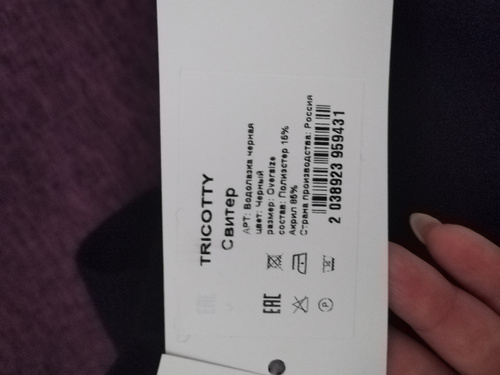 TRICOTTY
Свитер
АРТ: Водолазка черная
цвет: Черный
размер: Oversize
состав: Полиэстер 15%
Акрил 85%
Страна производства: Россия
2 038923 959431
EAC
P
EAC